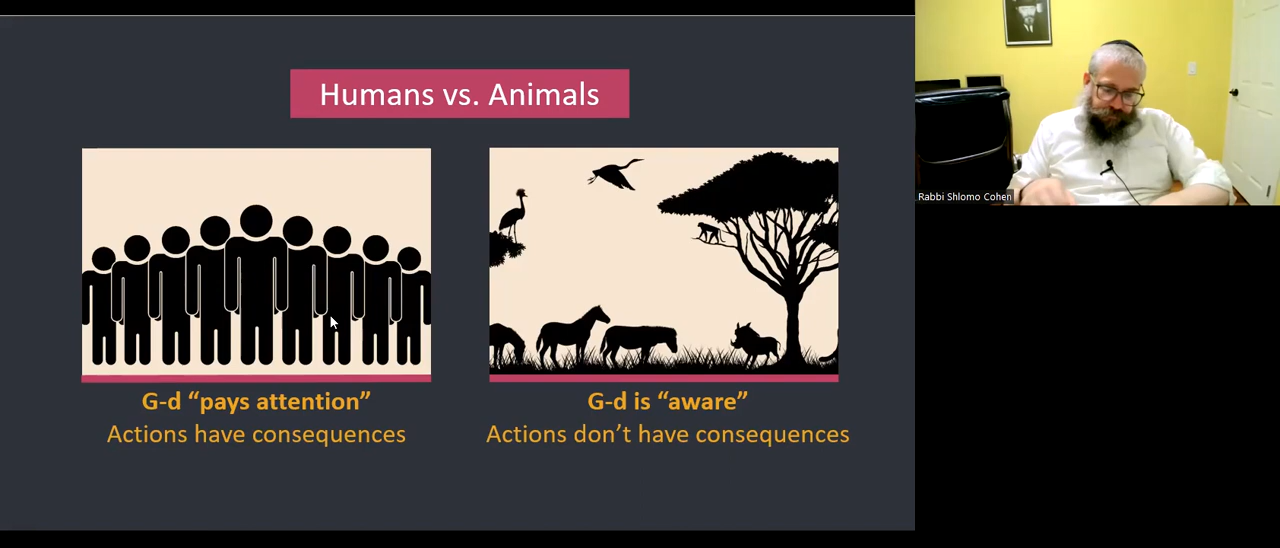 Humans vs. Animals
G-d “pays attention”
Actions have consequences
G-d is “aware”
Actions don’t have consequences
Rabbi Shlomo Cohen